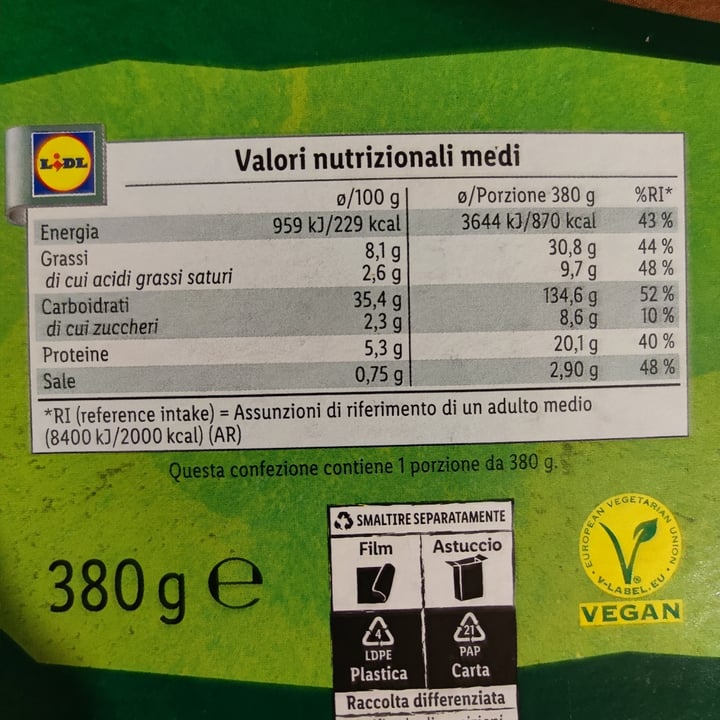 LIDL
Valori nutrizionali medi
ø/100 g ø/Porzione 380 g %RI*
Energia 959 kJ/229 kcal 3644 kJ/870 kcal 43 %
Grassi 8,1 g 30,8 g 44 %
di cui acidi grassi saturi 2,6 g 9,7 g 48 %
Carboidrati 35,4 g 134,6 g 52 %
di cui zuccheri 2,3 g 8,6 g 10 %
Proteine 5,3 g 20,1 g 40 %
Sale 0,75 g 2,90 g 48 %
*RI (reference intake) = Assunzioni di riferimento di un adulto medio
(8400 kJ/2000 kcal) (AR)
Questa confezione contiene 1 porzione da 380 g.
380 g e
SMALTIRE SEPARATAMENTE
Film Astuccio
4 21
LDPE PAP
Plastica Carta
Raccolta differenziata
EUROPEAN VEGETARIAN UNION
V-LABEL.EU
®
VEGAN